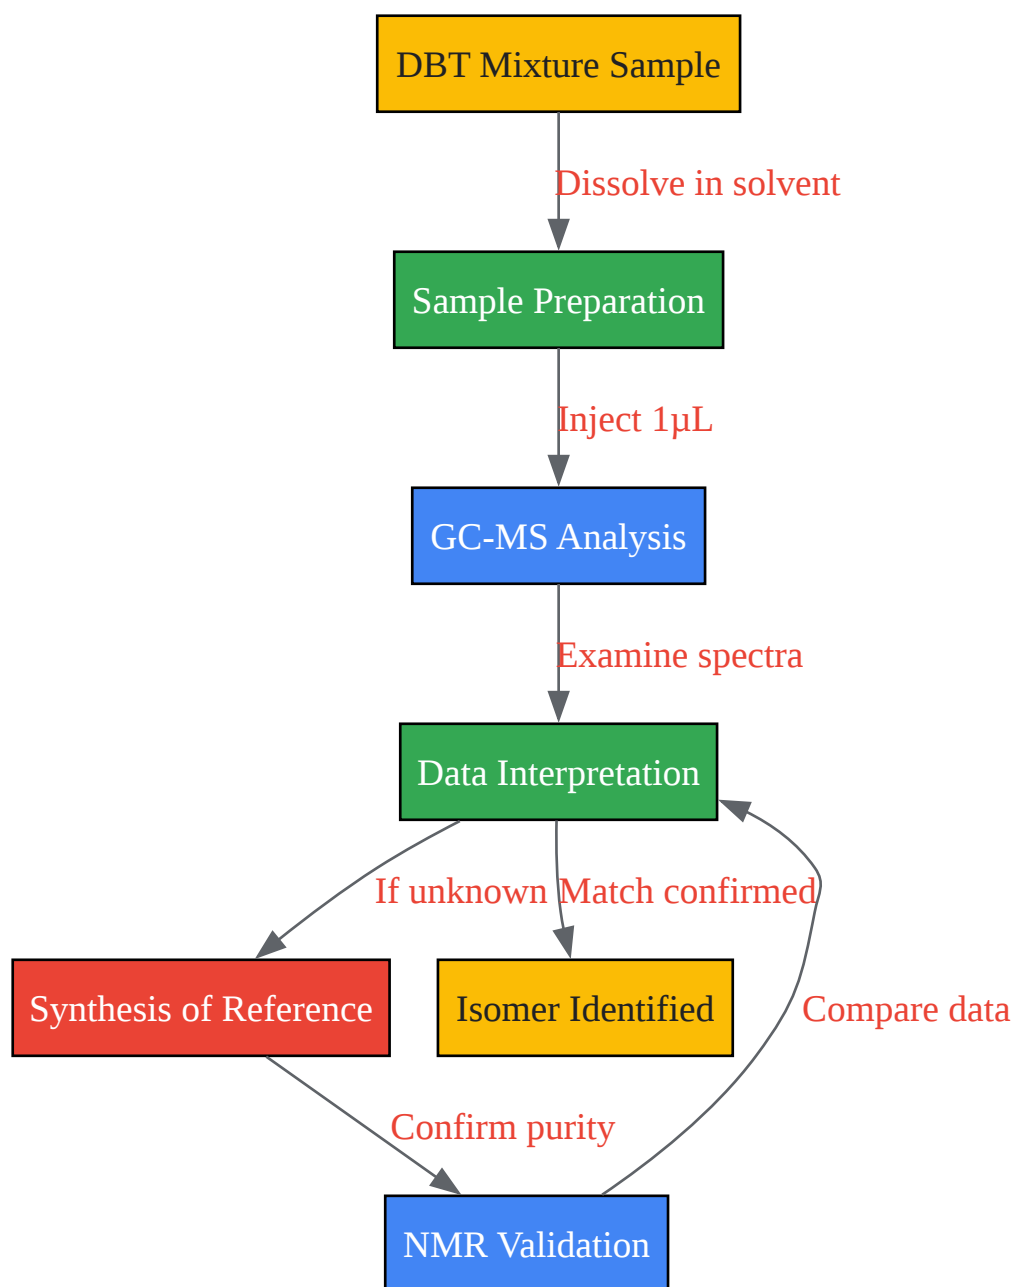 DBT Mixture Sample
Dissolve in solvent
Sample Preparation
Inject 1µL
GC-MS Analysis
Examine spectra
Data Interpretation
If unknown
Match confirmed
Synthesis of Reference
Isomer Identified
Compare data
Confirm purity
NMR Validation